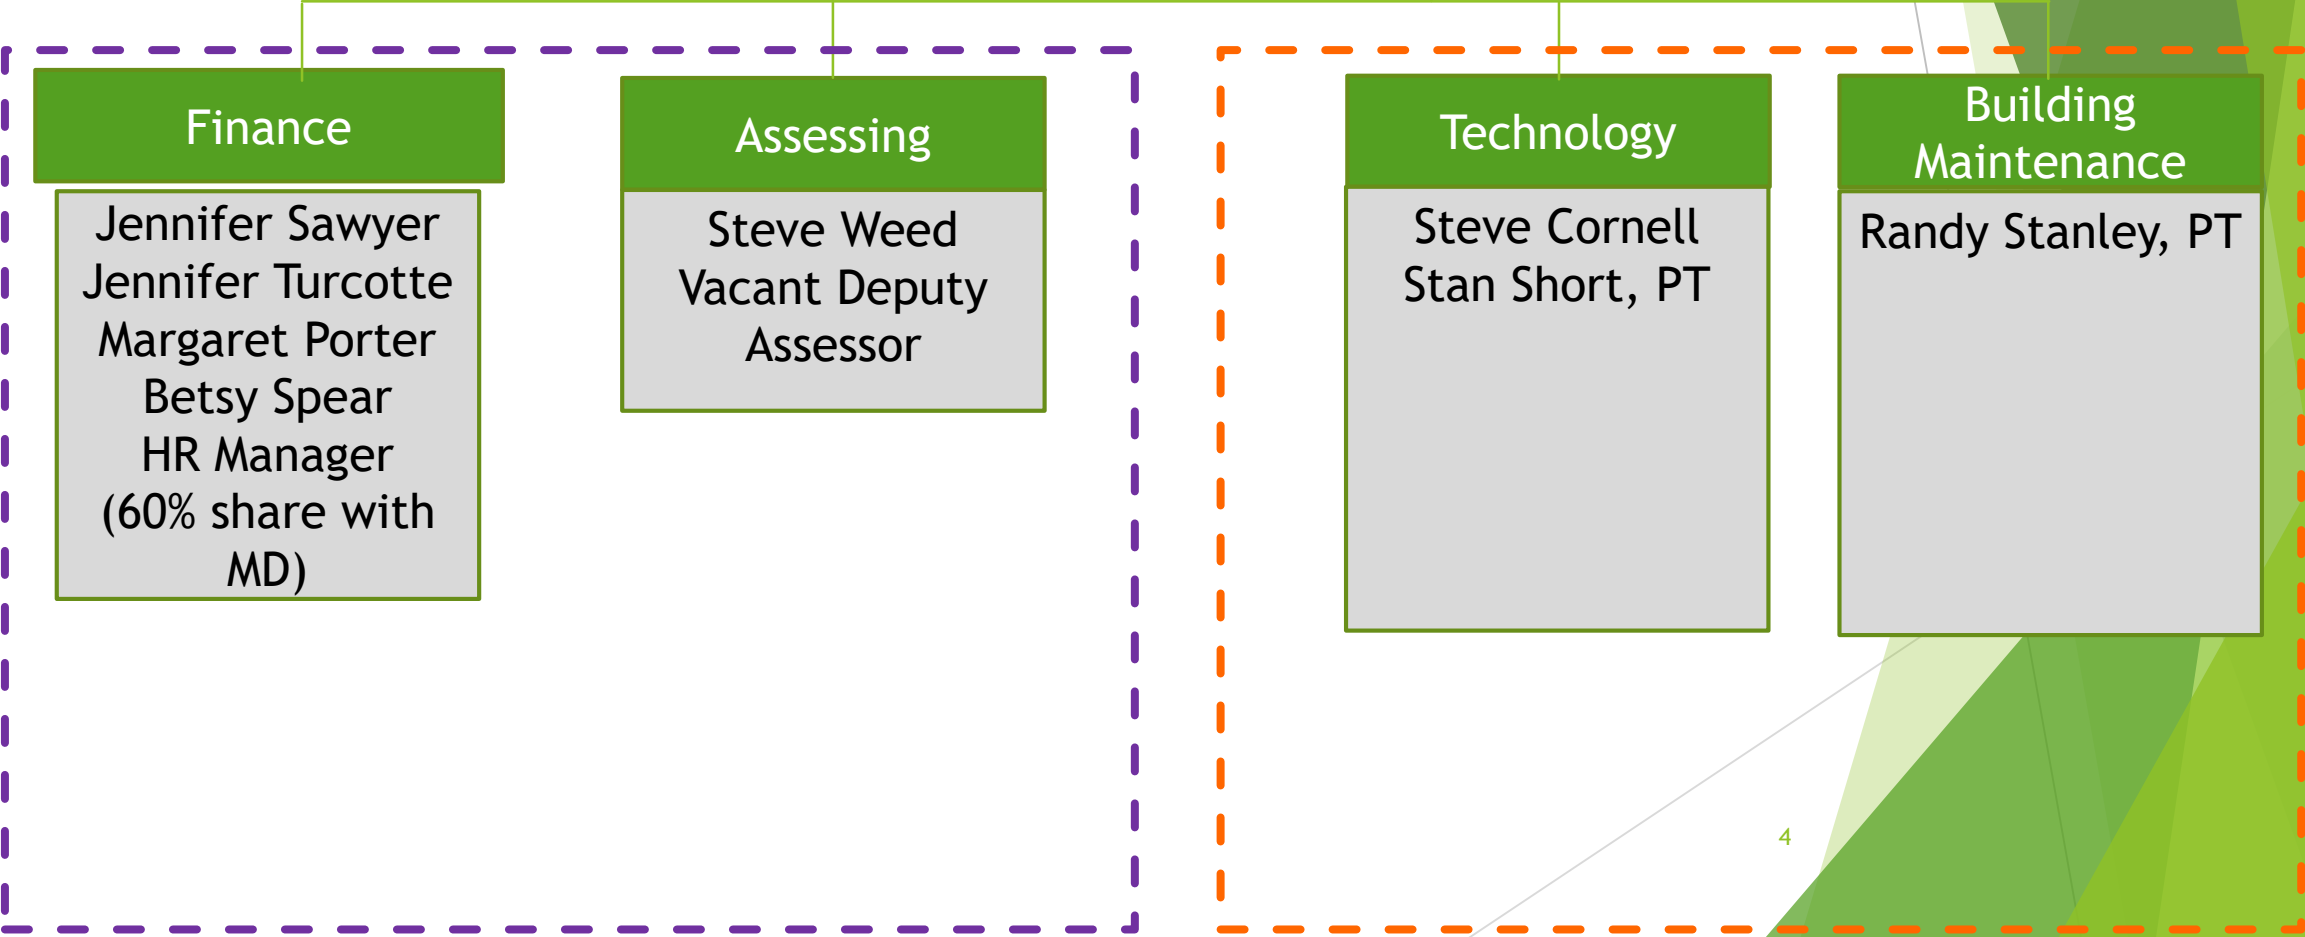 Finance
Jennifer Sawyer
Jennifer Turcotte
Margaret Porter
Betsy Spear
HR Manager
(60% share with
MD)
Assessing
Steve Weed
Vacant Deputy
Assessor
Technology
Steve Cornell
Stan Short, PT
Building
Maintenance
Randy Stanley, PT
4